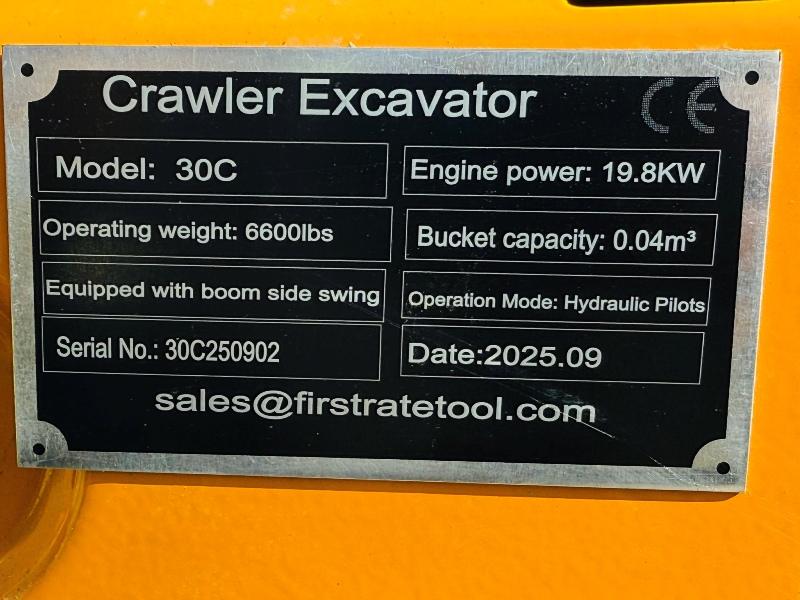 Crawler Excavator CE
Model: 30C
Engine power: 19.8KW
Operating weight: 6600lbs
Bucket capacity: 0.04m³
Equipped with boom side swing
Operation Mode: Hydraulic Pilots
Serial No.: 30C250902
Date:2025.09
sales@firstratetool.com